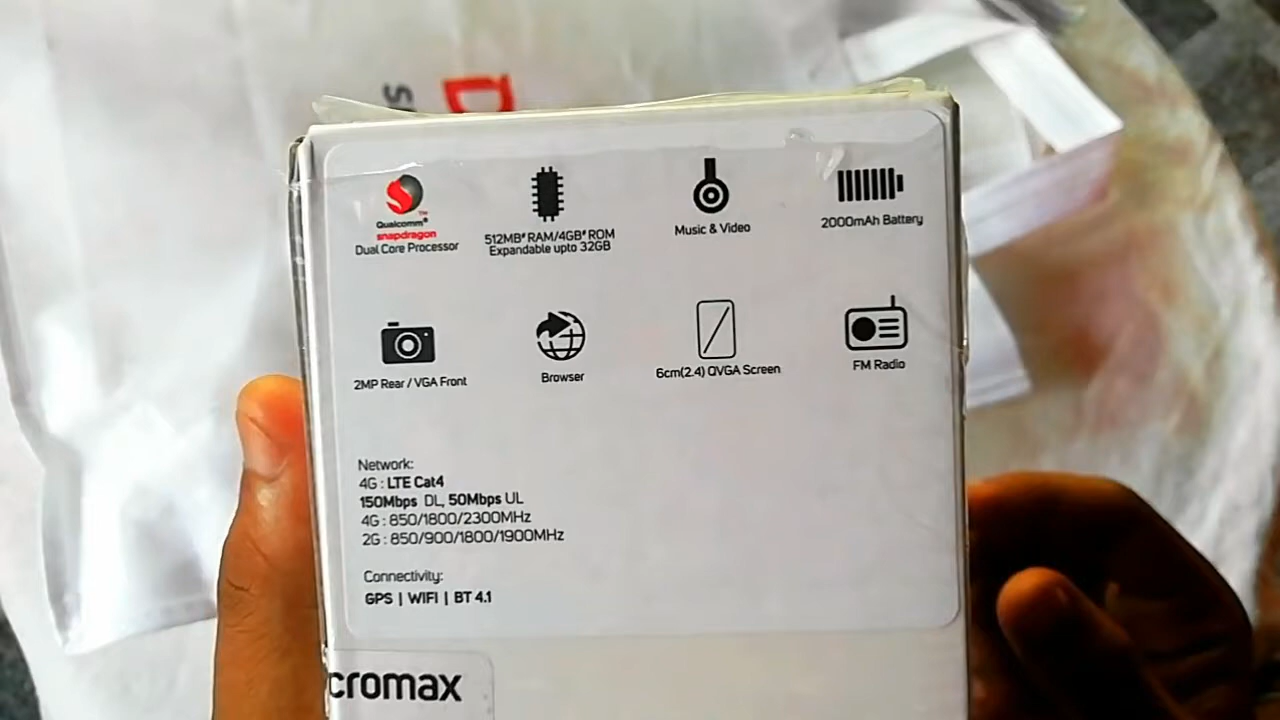 Qualcomm®
snapdragon™
Dual Core Processor
512MB# RAM/4GB# ROM
Expandable upto 32GB
Music & Video
2000mAh Battery
2MP Rear / VGA Front
Browser
6cm(2.4) QVGA Screen
FM Radio
Network:
4G : LTE Cat4
150Mbps DL, 50Mbps UL
4G : 850/1800/2300MHz
2G : 850/900/1800/1900MHz
Connectivity:
GPS | WIFI | BT 4.1
cromax